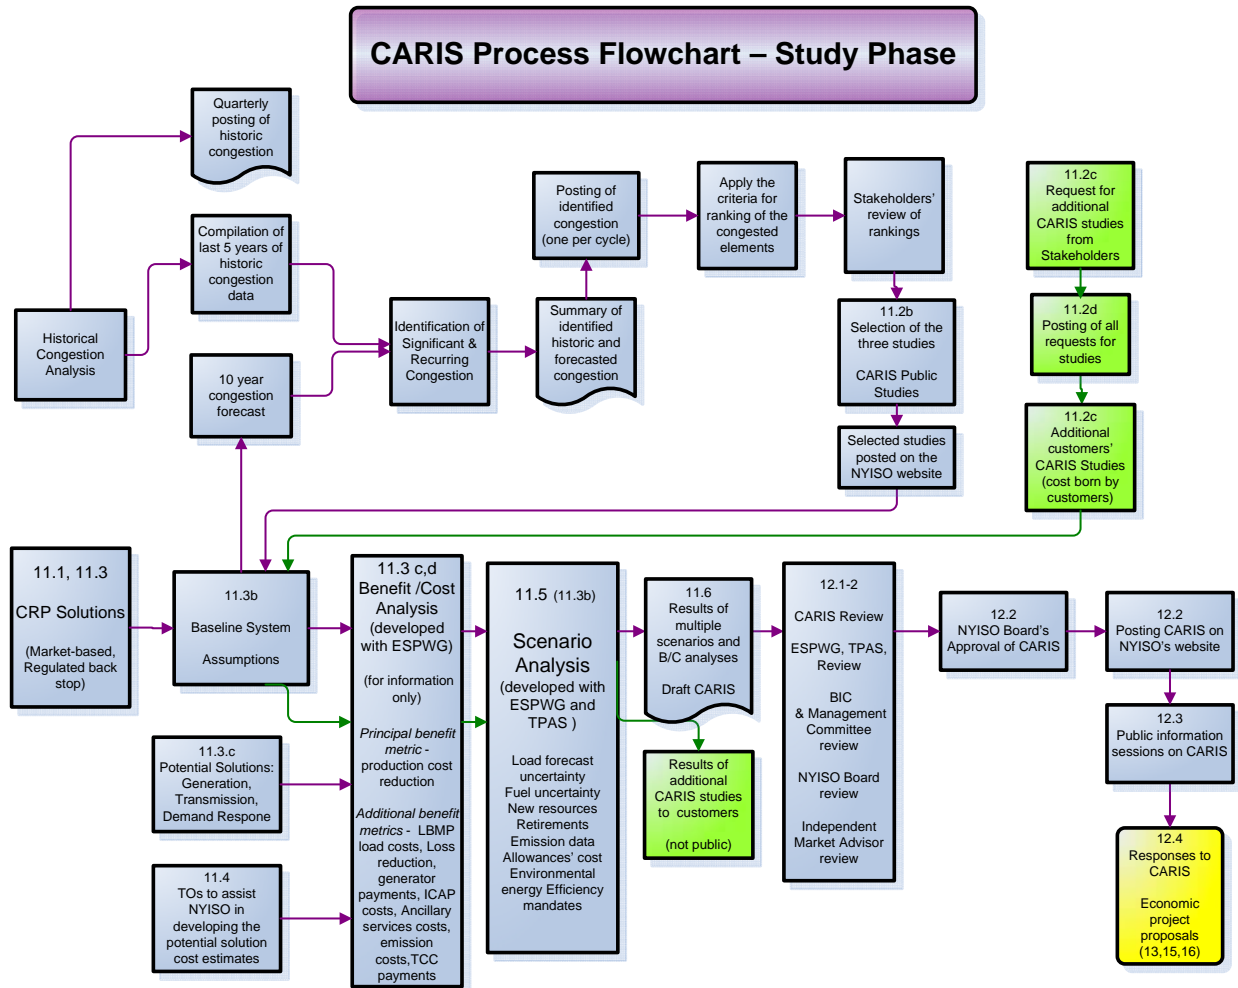 CARIS Process Flowchart – Study Phase
Quarterly
posting of
historic
congestion
Compilation of
last 5 years of
historic
congestion
data
Historical
Congestion
Analysis
10 year
congestion
forecast
Identification of
Significant &
Recurring
Congestion
Posting of
identified
congestion
(one per cycle)
Summary of
identified
historic and
forecasted
congestion
Apply the
criteria for
ranking of the
congested
elements
Stakeholders'
review of
rankings
11.2b
Selection of the
three studies
CARIS Public
Studies
Selected studies
posted on the
NYISO website
11.2c
Request for
additional
CARIS studies
from
Stakeholders
11.2d
Posting of all
requests for
studies
11.2c
Additional
customers'
CARIS Studies
(cost born by
customers)
11.1, 11.3
CRP Solutions
(Market-based,
Regulated back
stop)
11.3b
Baseline System
Assumptions
11.3.c
Potential Solutions:
Generation,
Transmission,
Demand Respone
11.4
TOs to assist
NYISO in
developing the
potential solution
cost estimates
11.3 c,d
Benefit /Cost
Analysis
(developed
with ESPWG)
(for information
only)
Principal benefit
metric -
production cost
reduction
Additional benefit
metrics - LBMP
load costs, Loss
reduction,
generator
payments, ICAP
costs, Ancillary
services costs,
emission
costs,TCC
payments
11.5 (11.3b)
Scenario
Analysis
(developed with
ESPWG and
TPAS )
Load forecast
uncertainty
Fuel uncertainty
New resources
Retirements
Emission data
Allowances' cost
Environmental
energy Efficiency
mandates
11.6
Results of
multiple
scenarios and
B/C analyses
Draft CARIS
Results of
additional
CARIS studies
to customers
(not public)
12.1-2
CARIS Review
ESPWG, TPAS,
Review
BIC
& Management
Committee
review
NYISO Board
review
Independent
Market Advisor
review
12.2
NYISO Board's
Approval of CARIS
12.2
Posting CARIS on
NYISO's website
12.3
Public information
sessions on CARIS
12.4
Responses to
CARIS
Economic
project
proposals
(13,15,16)